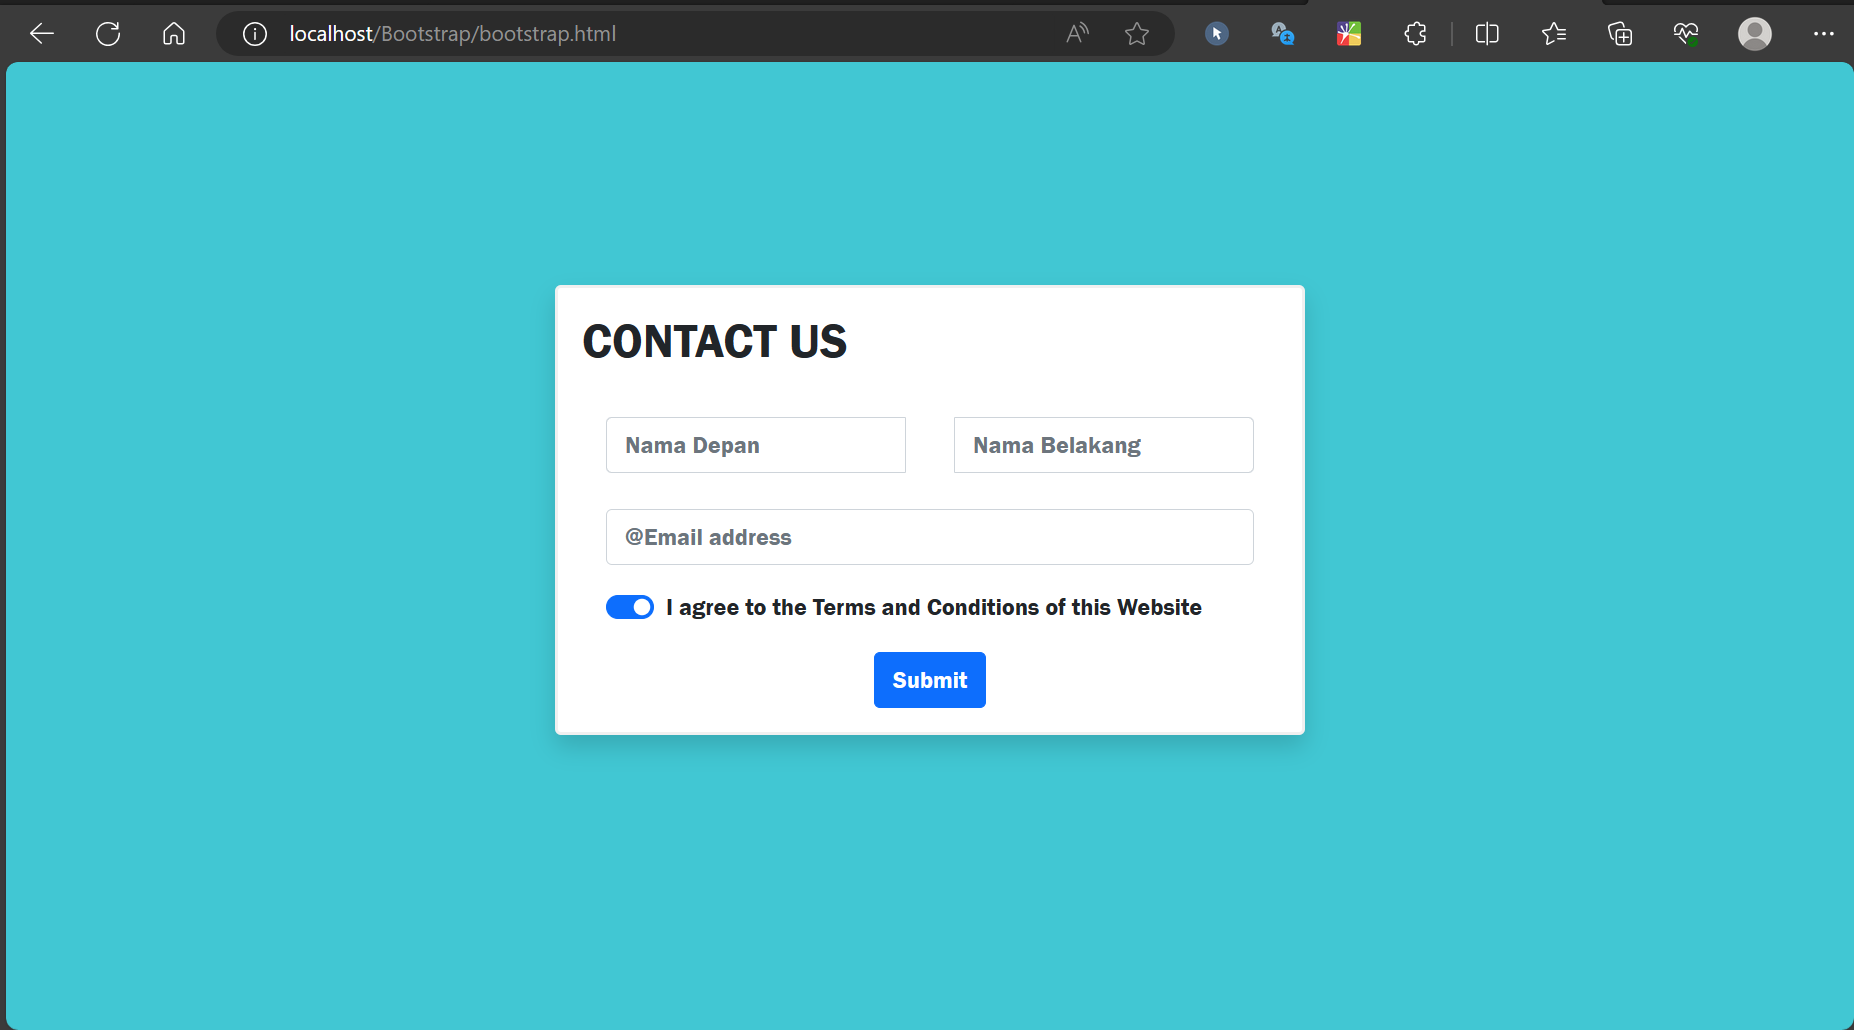 localhost/Bootstrap/bootstrap.html
CONTACT US
Nama Depan
Nama Belakang
@Email address
I agree to the Terms and Conditions of this Website
Submit